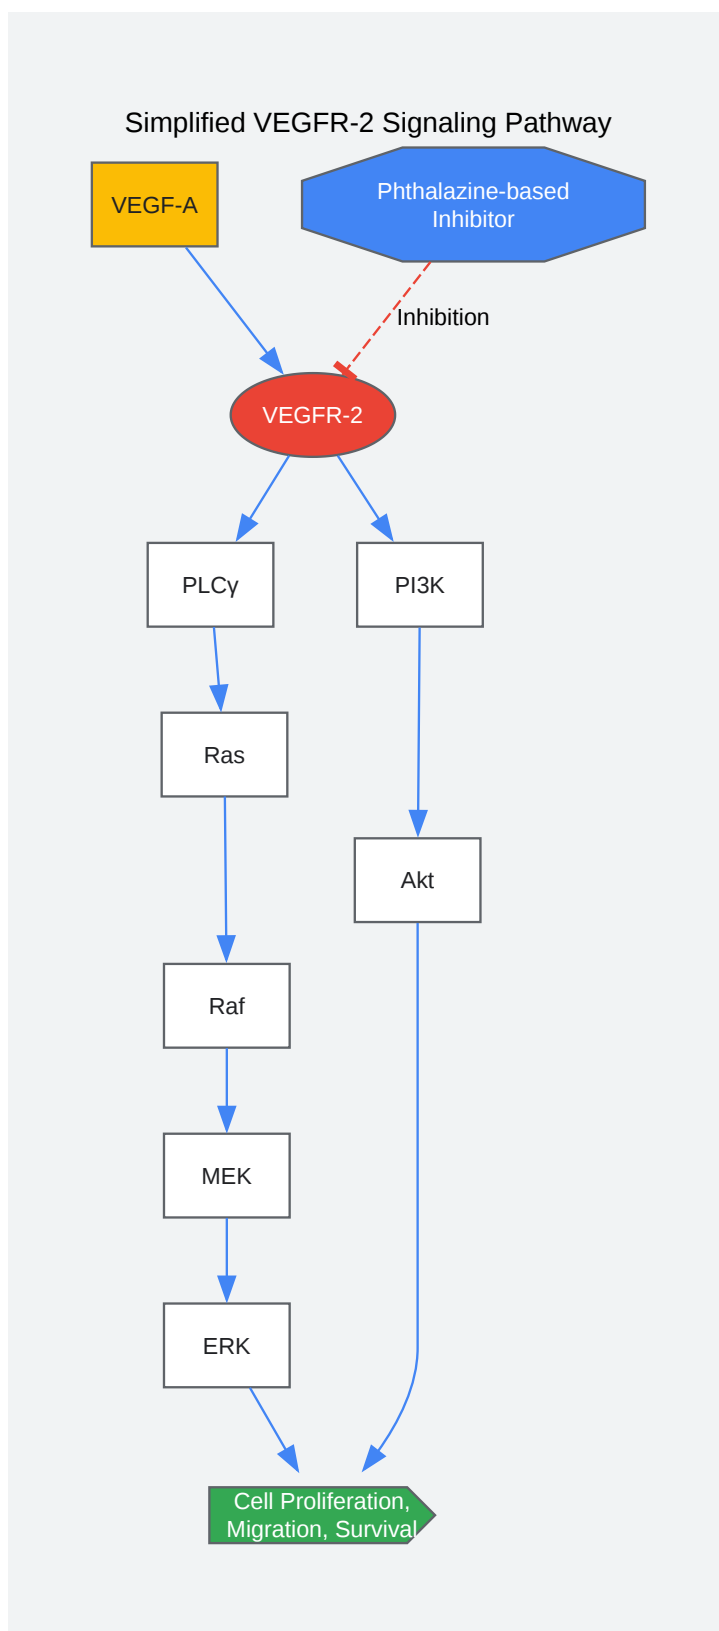 Simplified VEGFR-2 Signaling Pathway
VEGF-A
Phthalazine-based
Inhibitor
Inhibition
VEGFR-2
PLCγ
PI3K
Ras
Akt
Raf
MEK
ERK
Cell Proliferation,
Migration, Survival